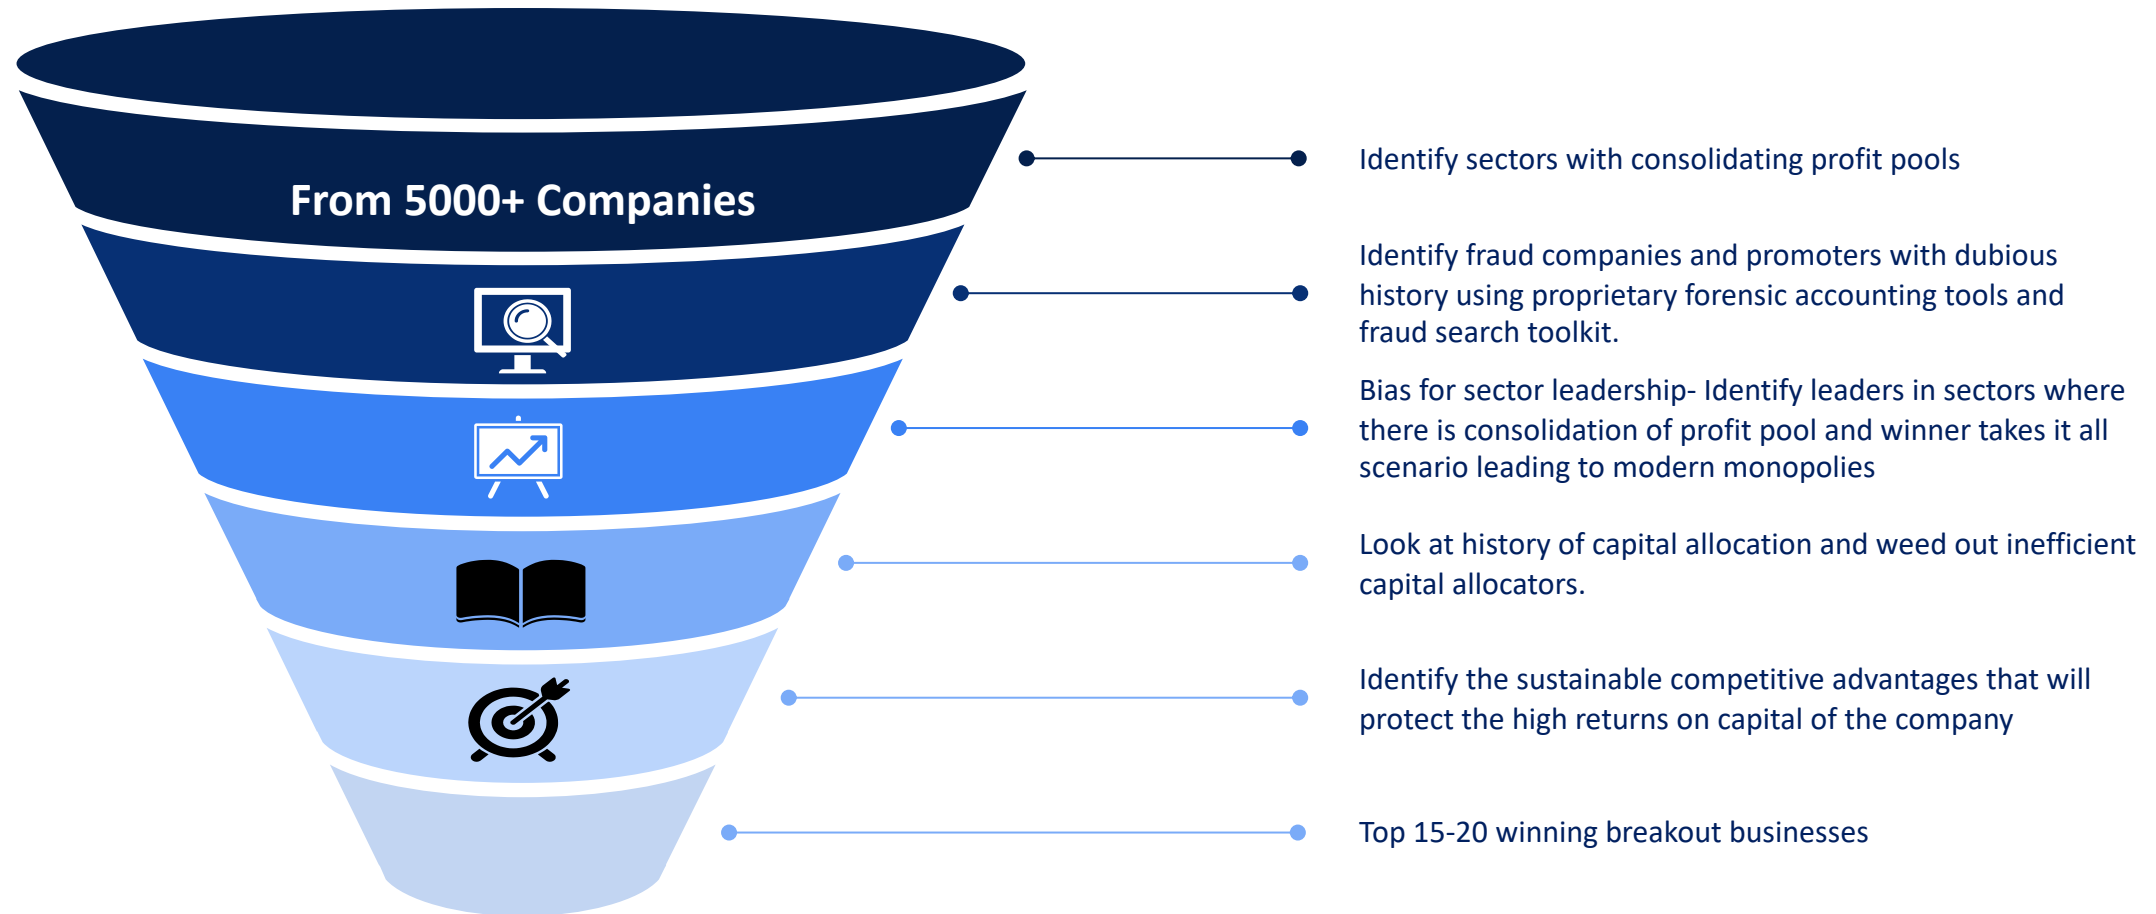 From 5000+ Companies
Identify sectors with consolidating profit pools
Identify fraud companies and promoters with dubious
history using proprietary forensic accounting tools and
fraud search toolkit.
Bias for sector leadership- Identify leaders in sectors where
there is consolidation of profit pool and winner takes it all
scenario leading to modern monopolies
Look at history of capital allocation and weed out inefficient
capital allocators.
Identify the sustainable competitive advantages that will
protect the high returns on capital of the company
Top 15-20 winning breakout businesses